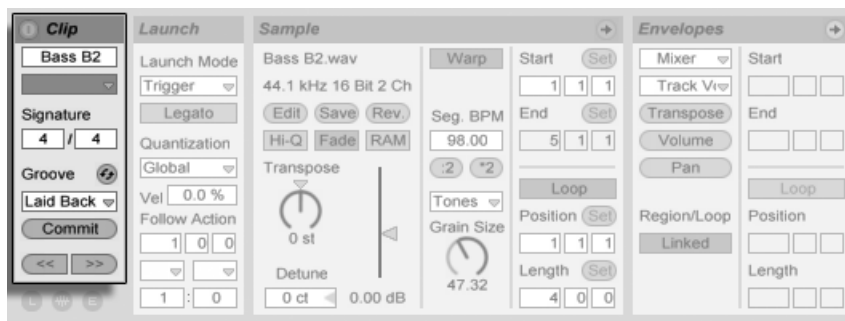 Clip
Bass B2
Signature
4 / 4
Groove
Laid Back
Commit
<< >>
Launch
Launch Mode
Trigger
Legato
Quantization
Global
Vel 0.0 %
Follow Action
1 0 0
1 : 0
Sample
Bass B2.wav
44.1 kHz 16 Bit 2 Ch
Edit Save Rev.
Hi-Q Fade RAM
Transpose
0 st
Detune
0 ct 0.00 dB
Warp
Seg. BPM
98.00
:2 *2
Tones
Grain Size
47.32
Start Set
1 1 1
End Set
5 1 1
Loop
Position Set
1 1 1
Length Set
4 0 0
Envelopes
Mixer
Track V
Transpose
Volume
Pan
Region/Loop
Linked
Start
End
Loop
Position
Length
L E